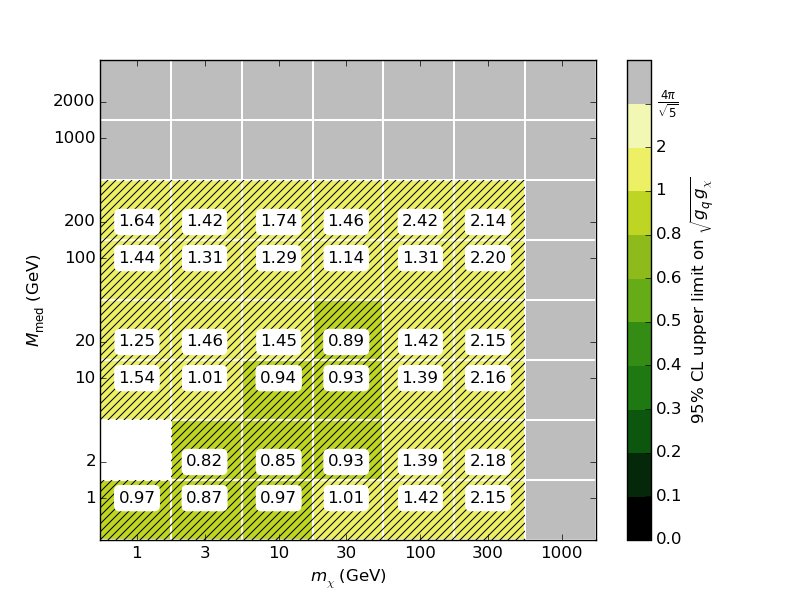 2000
1000
200 1.64 1.42 1.74 1.46 2.42 2.14
100 1.44 1.31 1.29 1.14 1.31 2.20
20 1.25 1.46 1.45 0.89 1.42 2.15
10 1.54 1.01 0.94 0.93 1.39 2.16
2 0.82 0.85 0.93 1.39 2.18
1 0.97 0.87 0.97 1.01 1.42 2.15
1 3 10 30 100 300 1000
m_χ (GeV)
M_med (GeV)
4π/√5
2
1
0.8
0.6
0.5
0.4
0.3
0.2
0.1
0.0
95% CL upper limit on √g_q g_χ